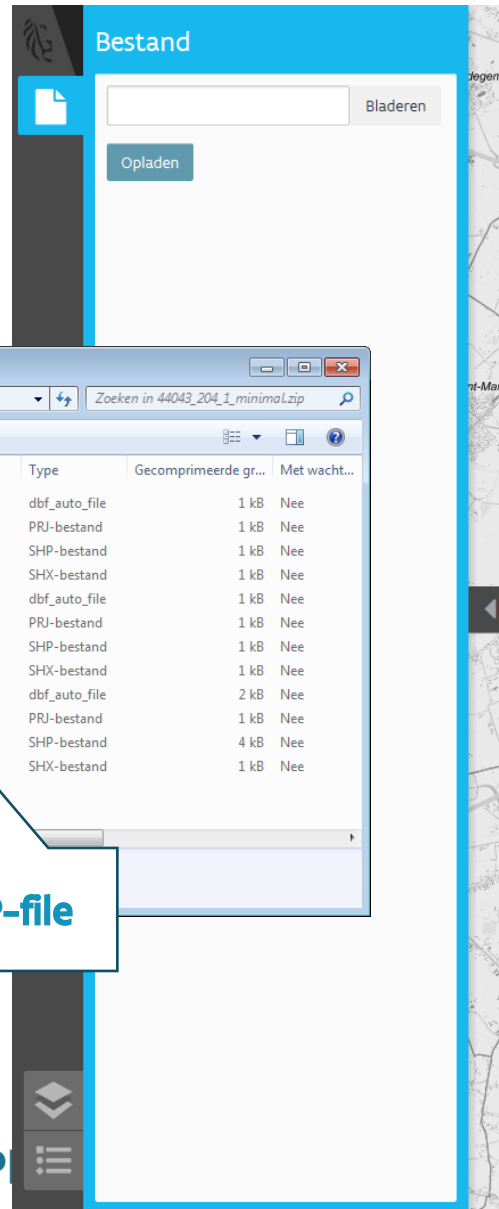 Bestand
degem
Bladeren
Opladen
Zoeken in 44043_204_1_minimal.zip
nt-Mar
Type Gecomprimeerde gr... Met wacht...
dbf_auto_file 1 kB Nee
PRJ-bestand 1 kB Nee
SHP-bestand 1 kB Nee
SHX-bestand 1 kB Nee
dbf_auto_file 1 kB Nee
PRJ-bestand 1 kB Nee
SHP-bestand 1 kB Nee
SHX-bestand 1 kB Nee
dbf_auto_file 2 kB Nee
PRJ-bestand 1 kB Nee
SHP-bestand 4 kB Nee
SHX-bestand 1 kB Nee
-file